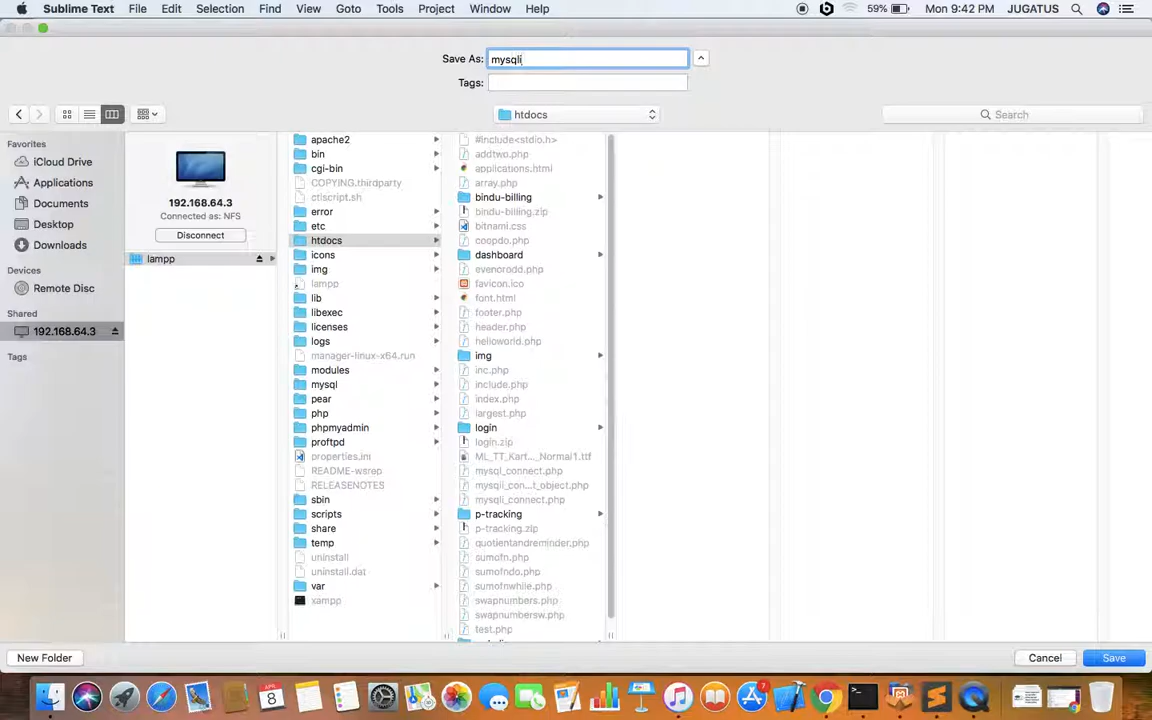 Sublime Text File Edit Selection Find View Goto Tools Project Window Help 59% Mon 9:42 PM JUGATUS
Save As: mysqli
Tags:
htdocs
Search
Favorites
iCloud Drive
Applications
Documents
Desktop
Downloads
Devices
Remote Disc
Shared
192.168.64.3
Tags
192.168.64.3
Connected as: NFS
Disconnect
lampp
apache2
bin
cgi-bin
COPYING.thirdparty
ctlscript.sh
error
etc
htdocs
icons
img
lampp
lib
libexec
licenses
logs
manager-linux-x64.run
modules
mysql
pear
php
phpmyadmin
proftpd
properties.ini
README-wsrep
RELEASENOTES
sbin
scripts
share
temp
uninstall
uninstall.dat
var
xampp
#include<stdio.h>
addtwo.php
applications.html
array.php
bindu-billing
bindu-billing.zip
bitnami.css
coopdo.php
dashboard
evenorodd.php
favicon.ico
font.html
footer.php
header.php
helloworld.php
img
inc.php
include.php
index.php
largest.php
login
login.zip
ML_TT_Kart..._Normal1.ttf
mysql_connect.php
mysqli_con...t_object.php
mysqli_connect.php
p-tracking
p-tracking.zip
quotientandreminder.php
sumofn.php
sumofndo.php
sumofnwhile.php
swapnumbers.php
swapnumbersw.php
test.php
New Folder
Cancel
Save
8
7